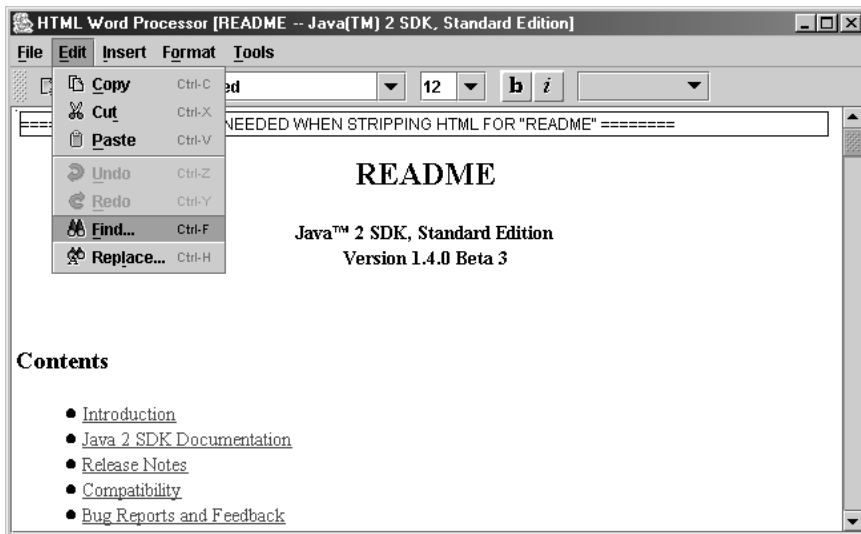 HTML Word Processor [README -- Java(TM) 2 SDK, Standard Edition]
File Edit Insert Format Tools
Copy Ctrl-C
Cut Ctrl-X
Paste Ctrl-V
Undo Ctrl-Z
Redo Ctrl-Y
Find... Ctrl-F
Replace... Ctrl-H
12 b i
NEEDED WHEN STRIPPING HTML FOR "README" ========
README
Java™ 2 SDK, Standard Edition
Version 1.4.0 Beta 3
Contents
Introduction
Java 2 SDK Documentation
Release Notes
Compatibility
Bug Reports and Feedback